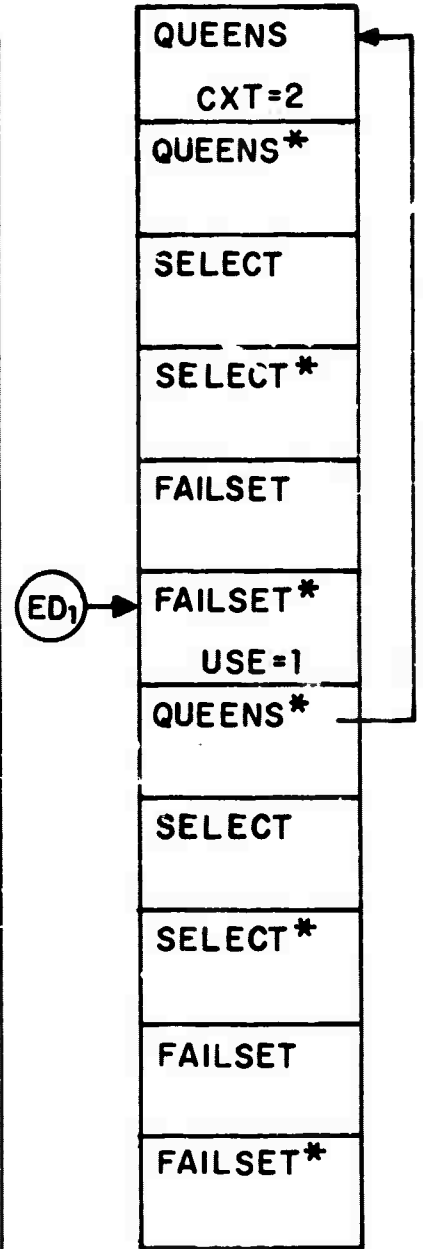 QUEENS
CXT=2
QUEENS*
SELECT
SELECT*
FAILSET
ED1
FAILSET*
USE=1
QUEENS*
SELECT
SELECT*
FAILSET
FAILSET*